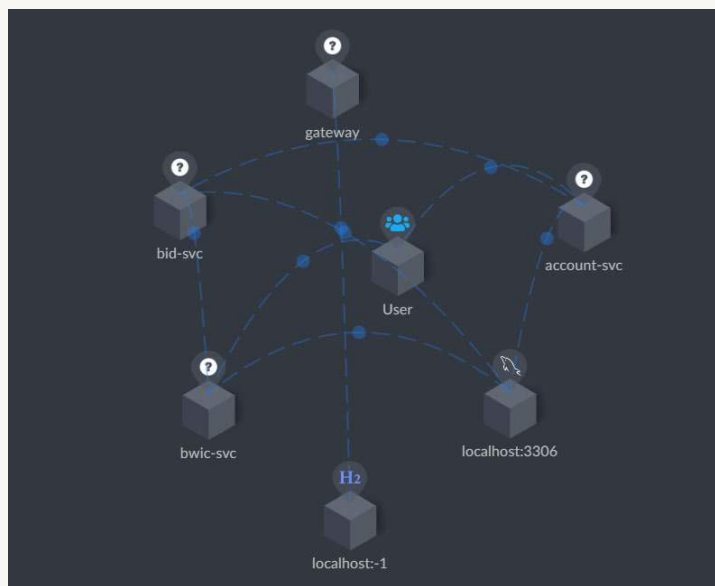 ?
gateway
?
bid-svc
?
account-svc
User
?
bwic-svc
localhost:3306
H2
localhost:-1